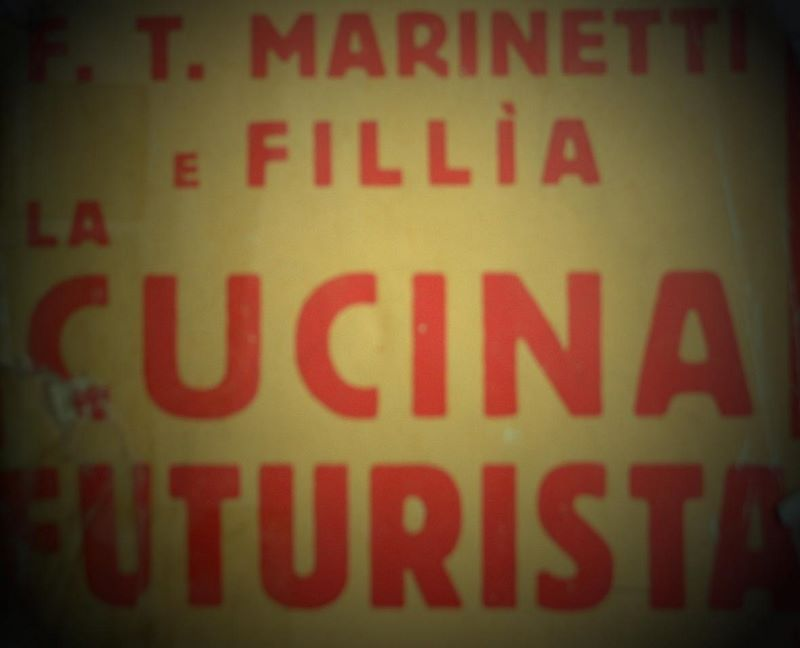 F. T. MARINETTI
E FILLÌA
LA
CUCINA
FUTURISTA